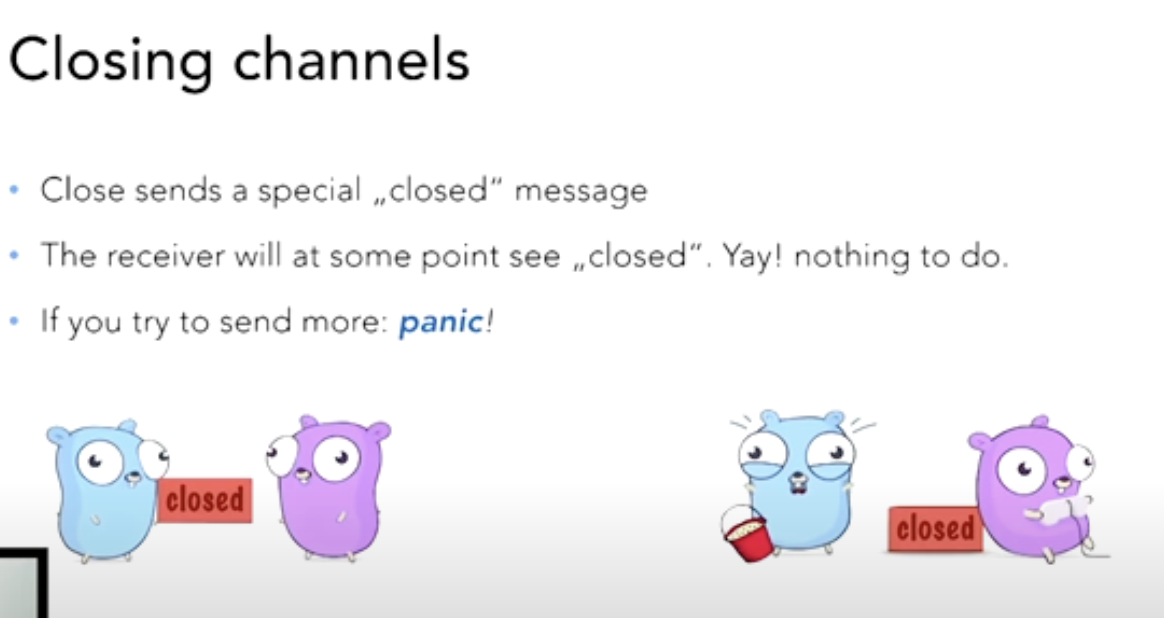 Closing channels
• Close sends a special „closed“ message
• The receiver will at some point see „closed“. Yay! nothing to do.
• If you try to send more: panic!
closed
closed